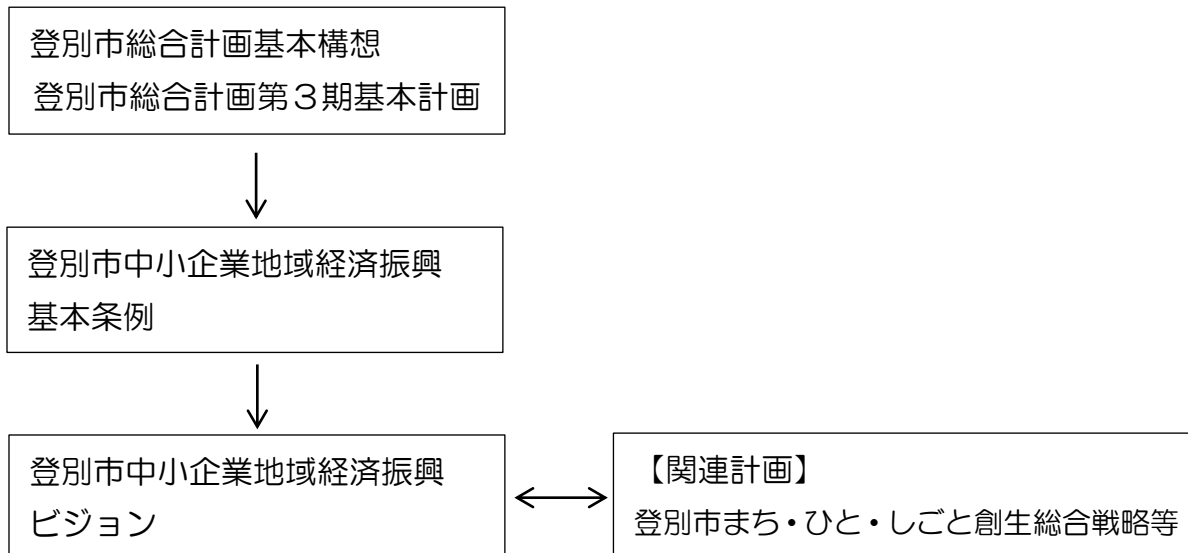 登別市総合計画基本構想
登別市総合計画第３期基本計画
登別市中小企業地域経済振興
基本条例
登別市中小企業地域経済振興
ビジョン
【関連計画】
登別市まち・ひと・しごと創生総合戦略等